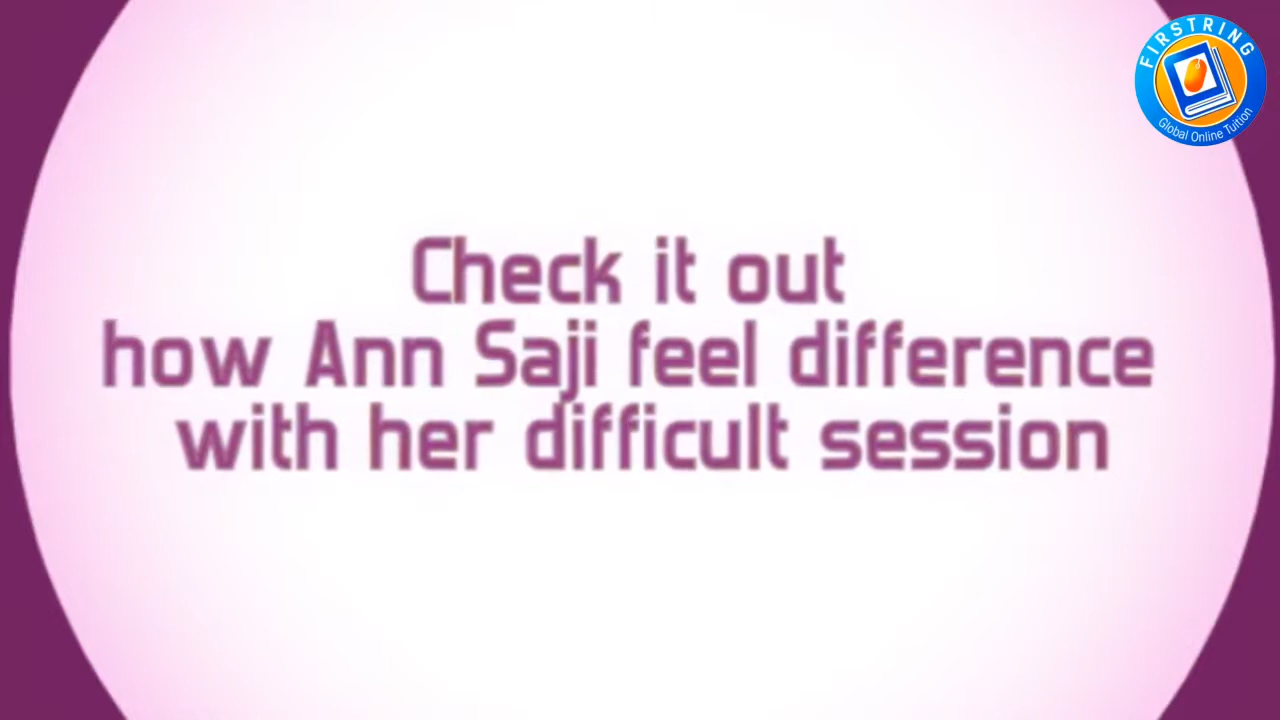 FIRSTRING
Global Online Tuition
Check it out
how Ann Saji feel difference
with her difficult session